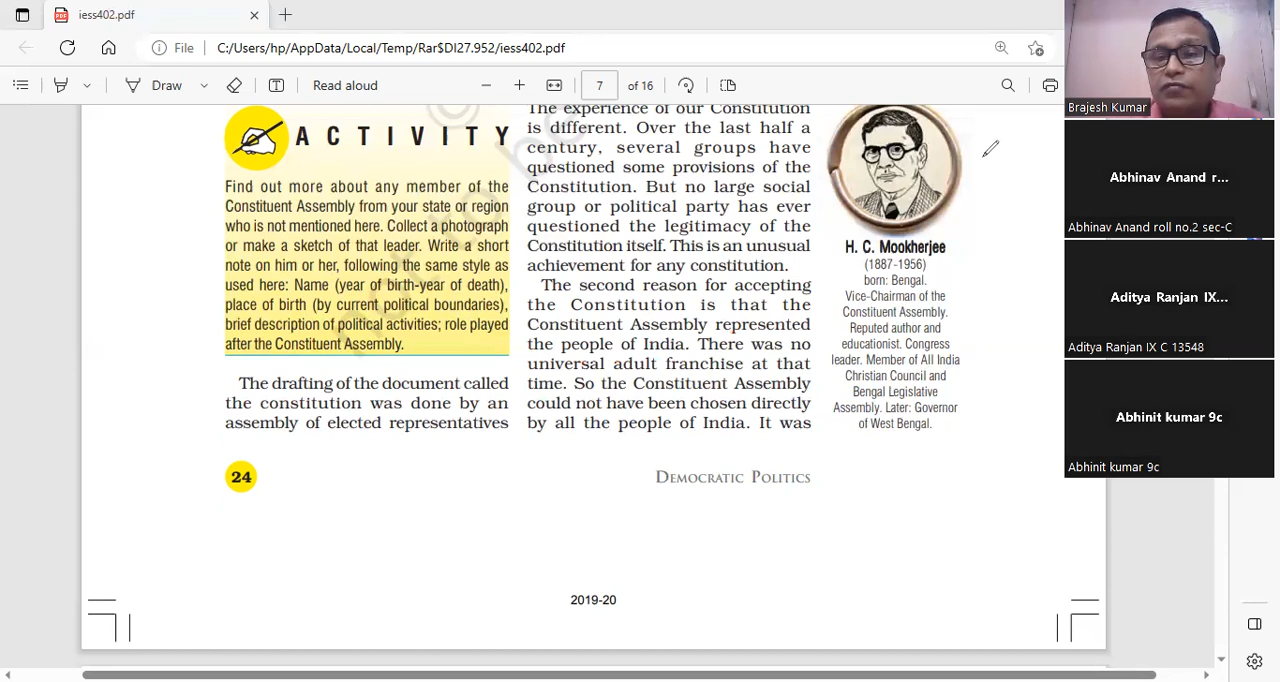 iess402.pdf
File
C:/Users/hp/AppData/Local/Temp/Rar$DI27.952/iess402.pdf
Draw
Read aloud
7
of 16
ACTIVITY
Find out more about any member of the
Constituent Assembly from your state or region
who is not mentioned here. Collect a photograph
or make a sketch of that leader. Write a short
note on him or her, following the same style as
used here: Name (year of birth-year of death),
place of birth (by current political boundaries),
brief description of political activities; role played
after the Constituent Assembly.
The drafting of the document called
the constitution was done by an
assembly of elected representatives
The experience of our Constitution
is different. Over the last half a
century, several groups have
questioned some provisions of the
Constitution. But no large social
group or political party has ever
questioned the legitimacy of the
Constitution itself. This is an unusual
achievement for any constitution.
The second reason for accepting
the Constitution is that the
Constituent Assembly represented
the people of India. There was no
universal adult franchise at that
time. So the Constituent Assembly
could not have been chosen directly
by all the people of India. It was
H. C. Mookherjee
(1887-1956)
born: Bengal.
Vice-Chairman of the
Constituent Assembly.
Reputed author and
educationist. Congress
leader. Member of All India
Christian Council and
Bengal Legislative
Assembly. Later: Governor
of West Bengal.
24
DEMOCRATIC POLITICS
2019-20
not to be
©
Brajesh Kumar
Abhinav Anand r...
Abhinav Anand roll no.2 sec-C
Aditya Ranjan IX...
Aditya Ranjan IX C 13548
Abhinit kumar 9c
Abhinit kumar 9c